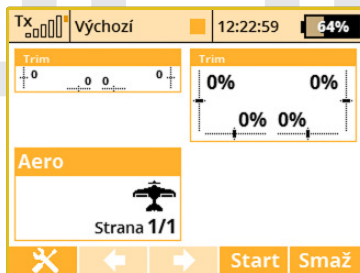 Tx Výchozí 12:22:59 64%
Trim
0 0 0 0
Trim
0% 0%
0% 0%
Aero
Strana 1/1
Start Smaž